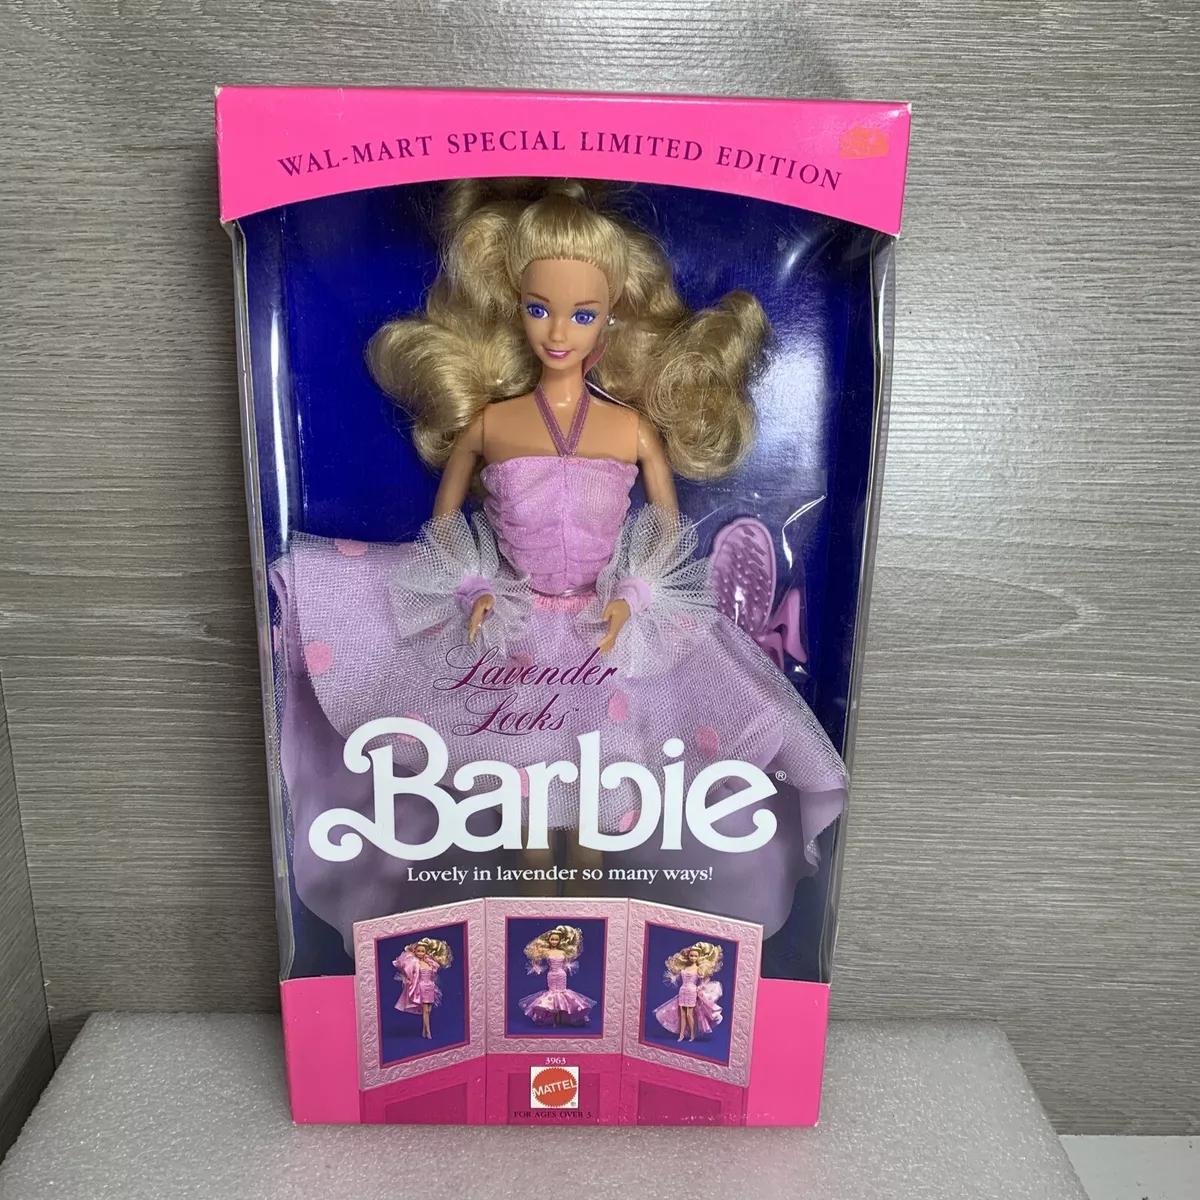 WAL-MART SPECIAL LIMITED EDITION
Lavender
Looks™
Barbie®
Lovely in lavender so many ways!
3963
MATTEL®
FOR AGES OVER 3